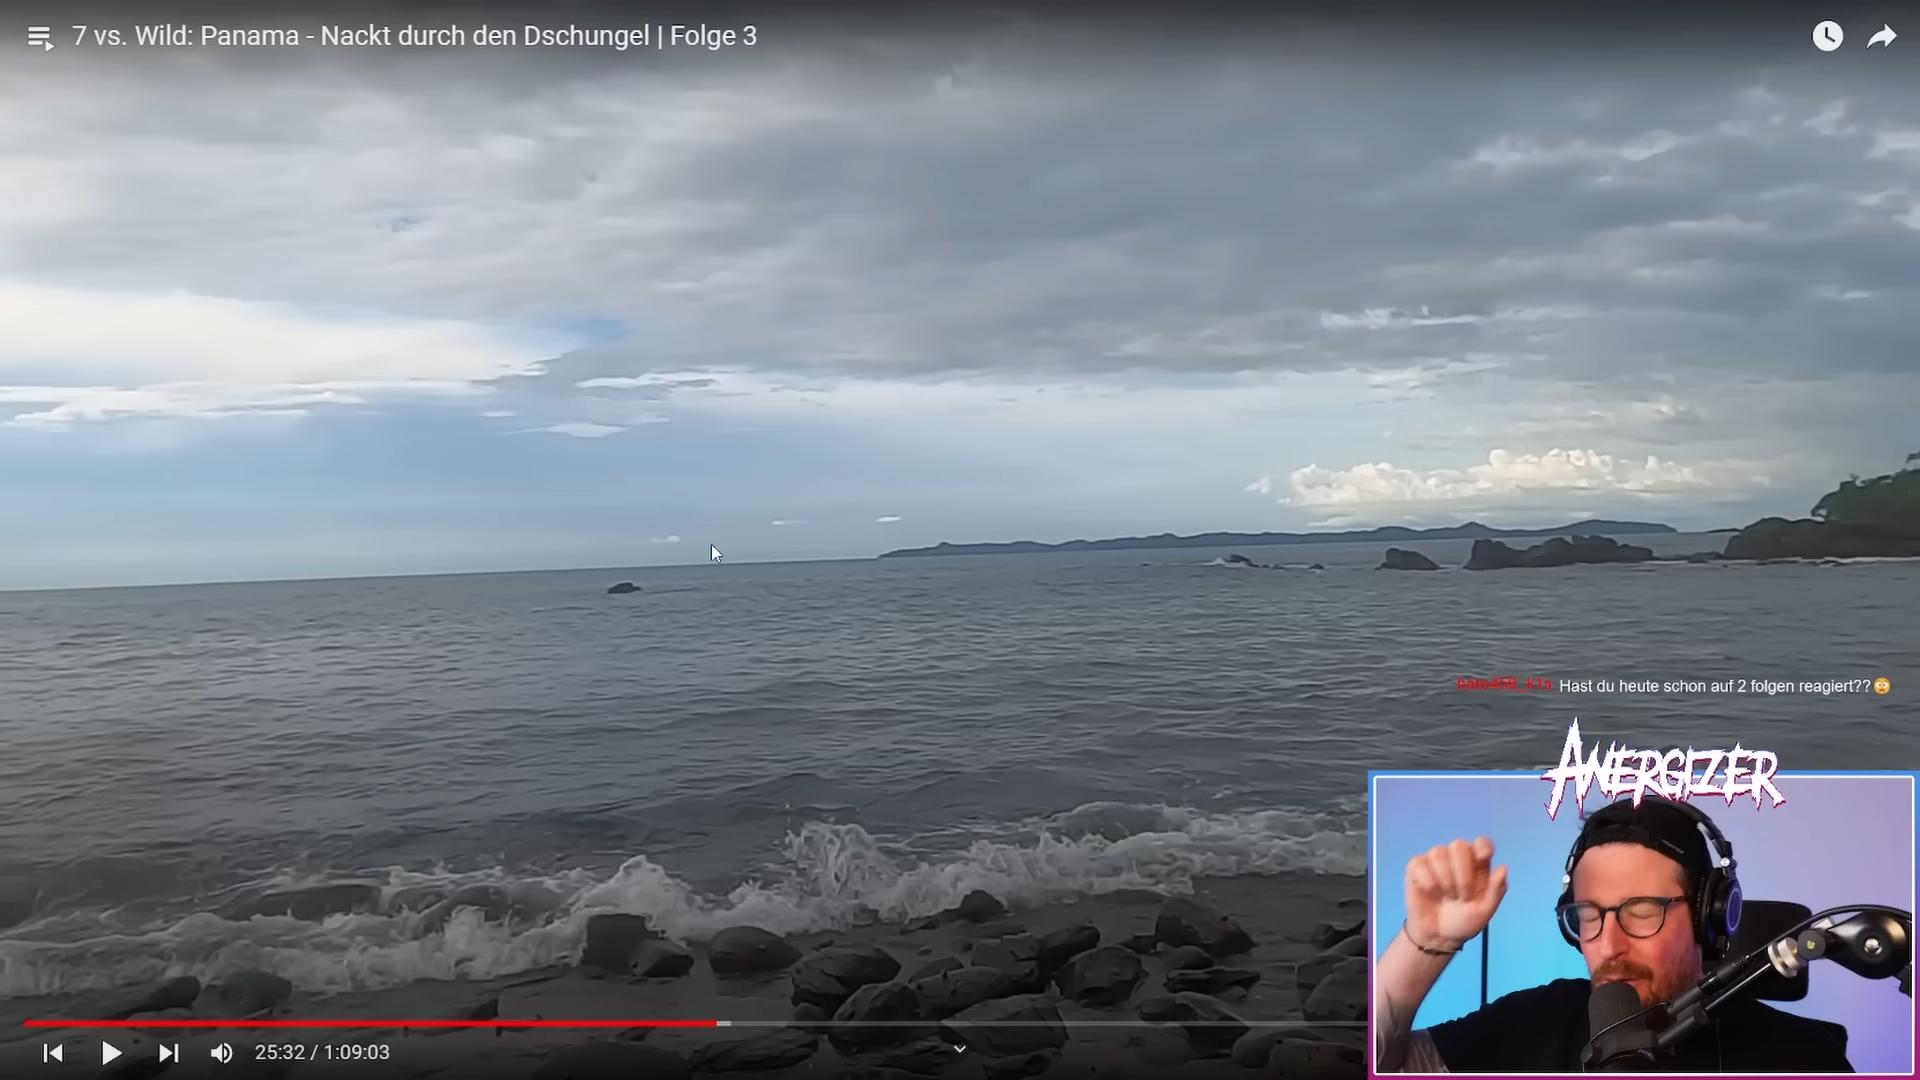 7 vs. Wild: Panama - Nackt durch den Dschungel | Folge 3
Hast du heute schon auf 2 folgen reagiert??😳
ANERGIZER
25:32 / 1:09:03